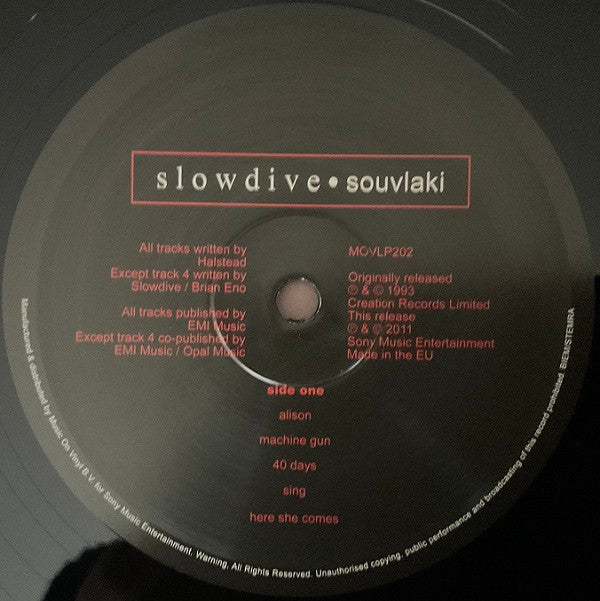 slowdive • souvlaki
All tracks written by
Halstead
Except track 4 written by
Slowdive / Brian Eno
All tracks published by
EMI Music
Except track 4 co-published by
EMI Music / Opal Music
MOVLP202
Originally released
℗ & © 1993
Creation Records Limited
This release
℗ & © 2011
Sony Music Entertainment
Made in the EU
side one
alison
machine gun
40 days
sing
here she comes
Manufactured & distributed by Music On Vinyl B.V. for Sony Music Entertainment. Warning. All Rights Reserved. Unauthorised copying, public performance and broadcasting of this record prohibited BIEM/STEMRA